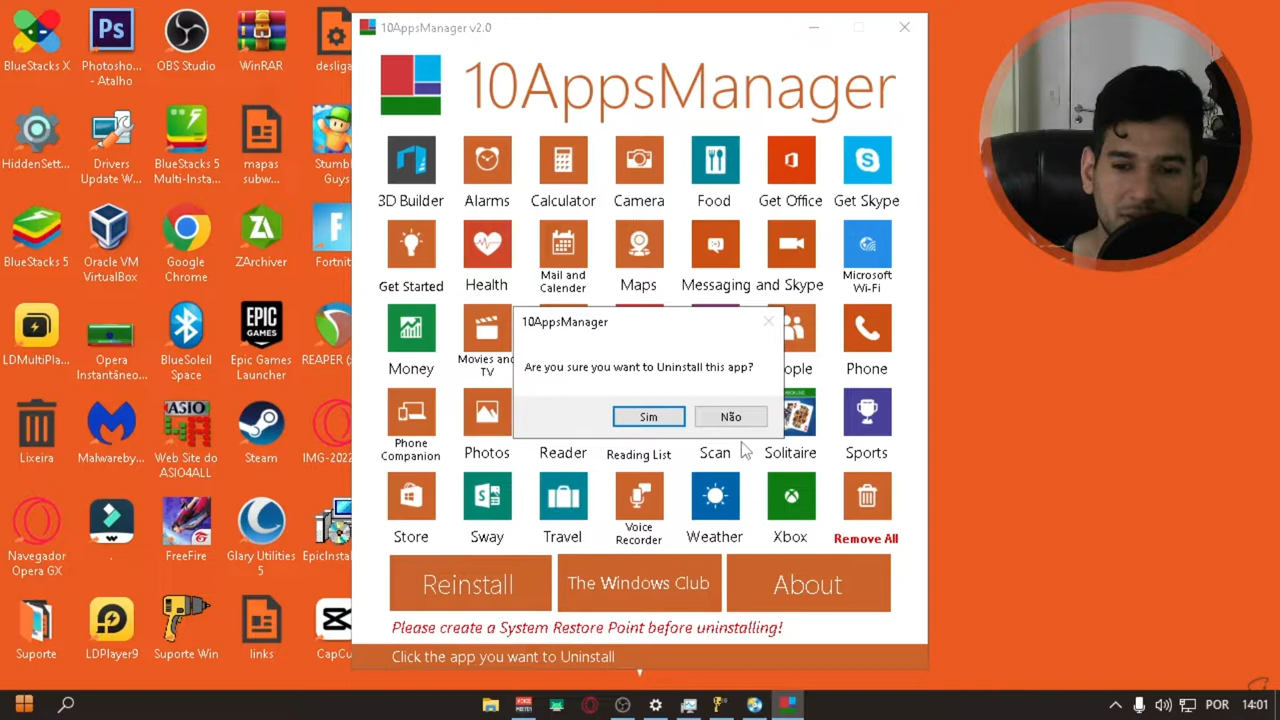 10AppsManager v2.0
10AppsManager
BlueStacks X
Photosho...
- Atalho
OBS Studio
WinRAR
desliga
3D Builder
Alarms
Calculator
Camera
Food
Get Office
Get Skype
HiddenSett...
Drivers
Update W...
BlueStacks 5
Multi-Insta...
mapas
subw...
Stumb
Guys
Get Started
Health
Mail and
Calender
Maps
Messaging and Skype
Microsoft
Wi-Fi
BlueStacks 5
Oracle VM
VirtualBox
Google
Chrome
ZArchiver
Fortnit
10AppsManager
Are you sure you want to Uninstall this app?
Sim
Não
Money
Movies and
TV
ople
Phone
LDMultiPla...
Opera
Instantâneo...
BlueSoleil
Space
EPIC
GAMES
Epic Games
Launcher
REAPER (x
Phone
Companion
Photos
Reader
Reading List
Scan
Solitaire
Sports
Lixeira
Malwareby...
ASIO
4ALL
Web Site do
ASIO4ALL
Steam
IMG-2022
Store
Sway
Travel
Voice
Recorder
Weather
Xbox
Remove All
Navegador
Opera GX
.
FreeFire
Glary Utilities
5
EpicInstal
Reinstall
The Windows Club
About
Please create a System Restore Point before uninstalling!
Click the app you want to Uninstall
Suporte
LDPlayer9
Suporte Win
links
CapCu
POR
14:01